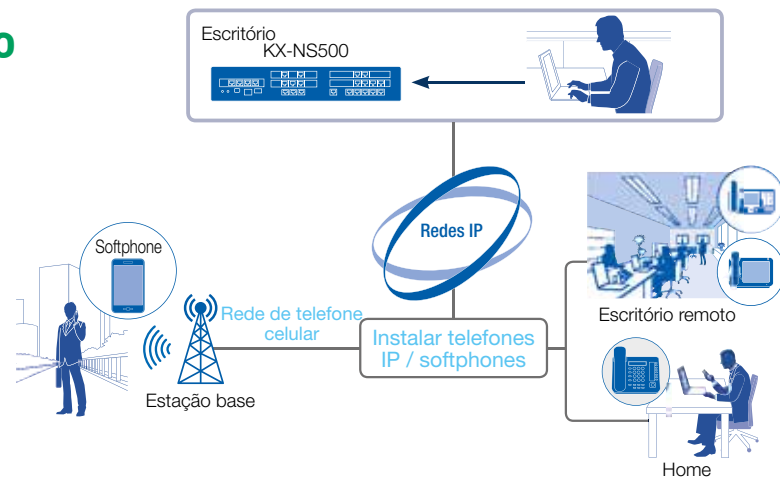 o
Escritório
KX-NS500
Redes IP
Softphone
Rede de telefone
celular
Instalar telefones
IP / softphones
Escritório remoto
Estação base
Home